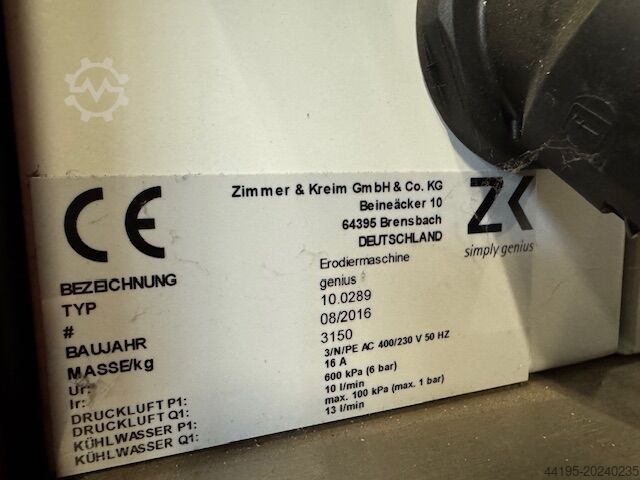 CE
Zimmer & Kreim GmbH & Co. KG
Beineäcker 10
64395 Brensbach
DEUTSCHLAND
ZK
simply genius
BEZEICHNUNG Erodiermaschine
TYP genius
# 10.0289
BAUJAHR 08/2016
MASSE/kg 3150
Ur: 3/N/PE AC 400/230 V 50 HZ
Ir: 16 A
DRUCKLUFT P1: 600 kPa (6 bar)
DRUCKLUFT Q1: 10 l/min
KÜHLWASSER P1: max. 100 kPa (max. 1 bar)
KÜHLWASSER Q1: 13 l/min
44195-20240235